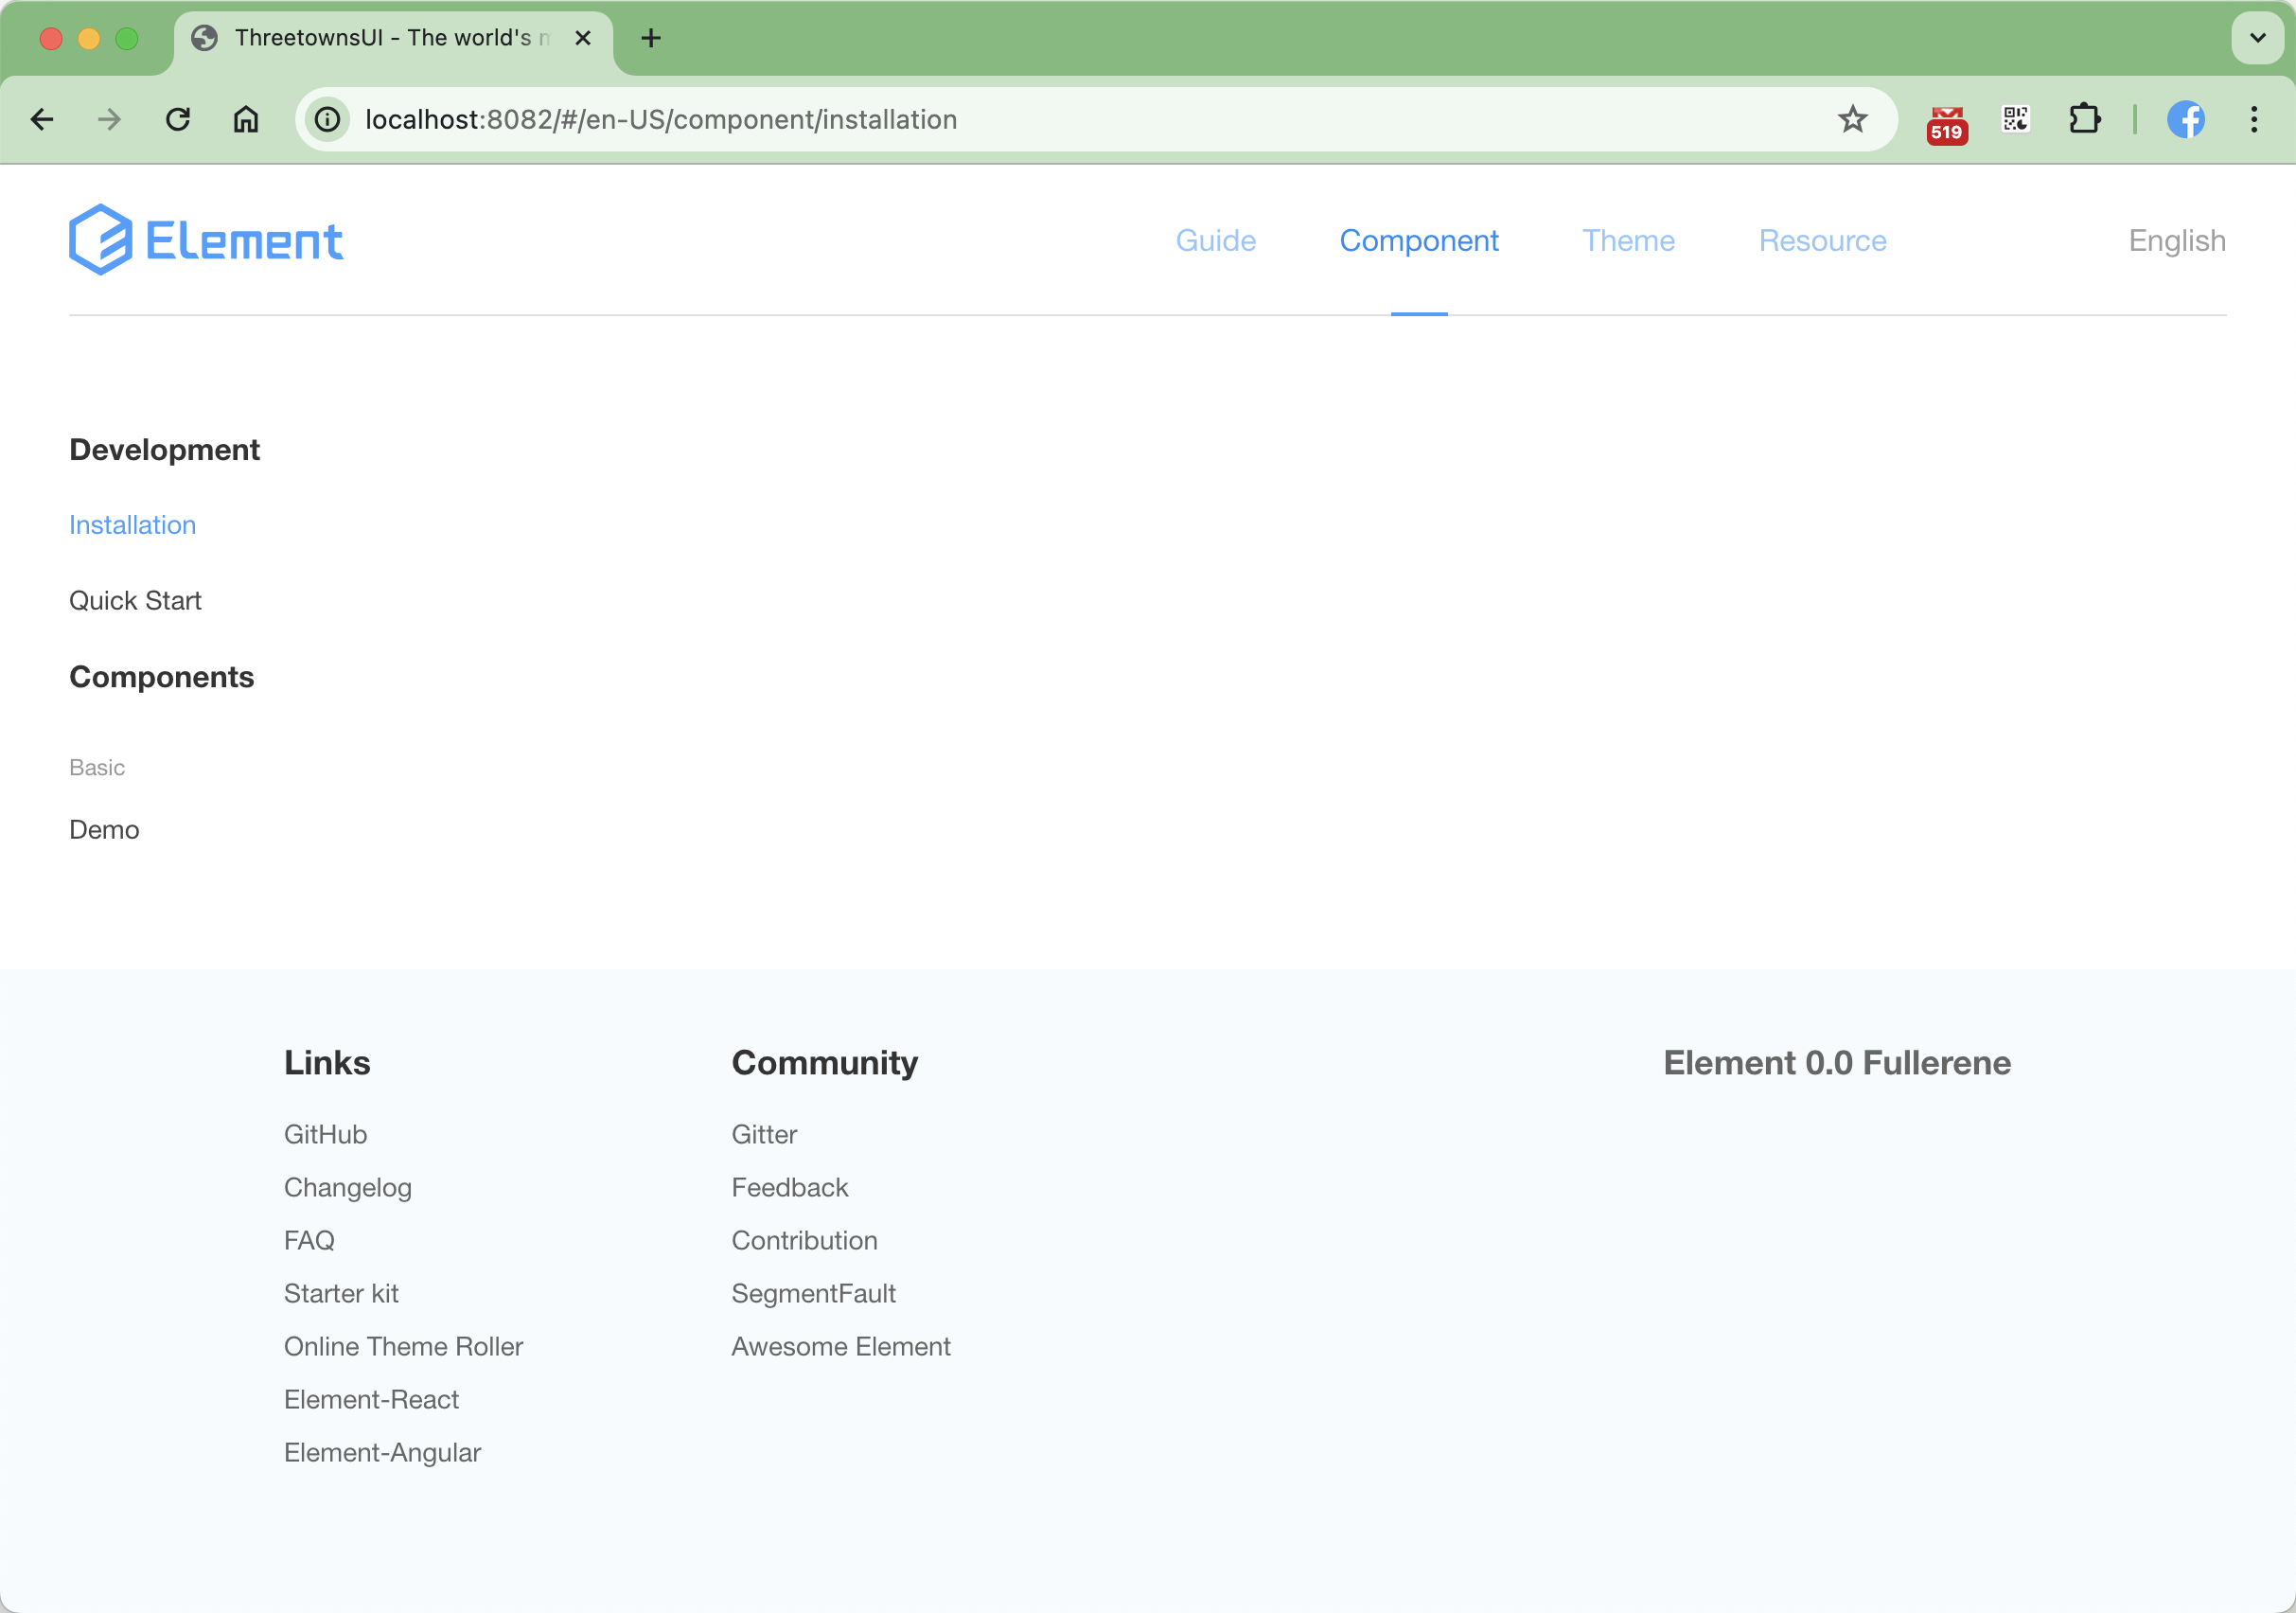 ThreetownsUI - The world's
localhost:8082/#/en-US/component/installation
519
Element
Guide
Component
Theme
Resource
English
Development
Installation
Quick Start
Components
Basic
Demo
Links
GitHub
Changelog
FAQ
Starter kit
Online Theme Roller
Element-React
Element-Angular
Community
Gitter
Feedback
Contribution
SegmentFault
Awesome Element
Element 0.0 Fullerene